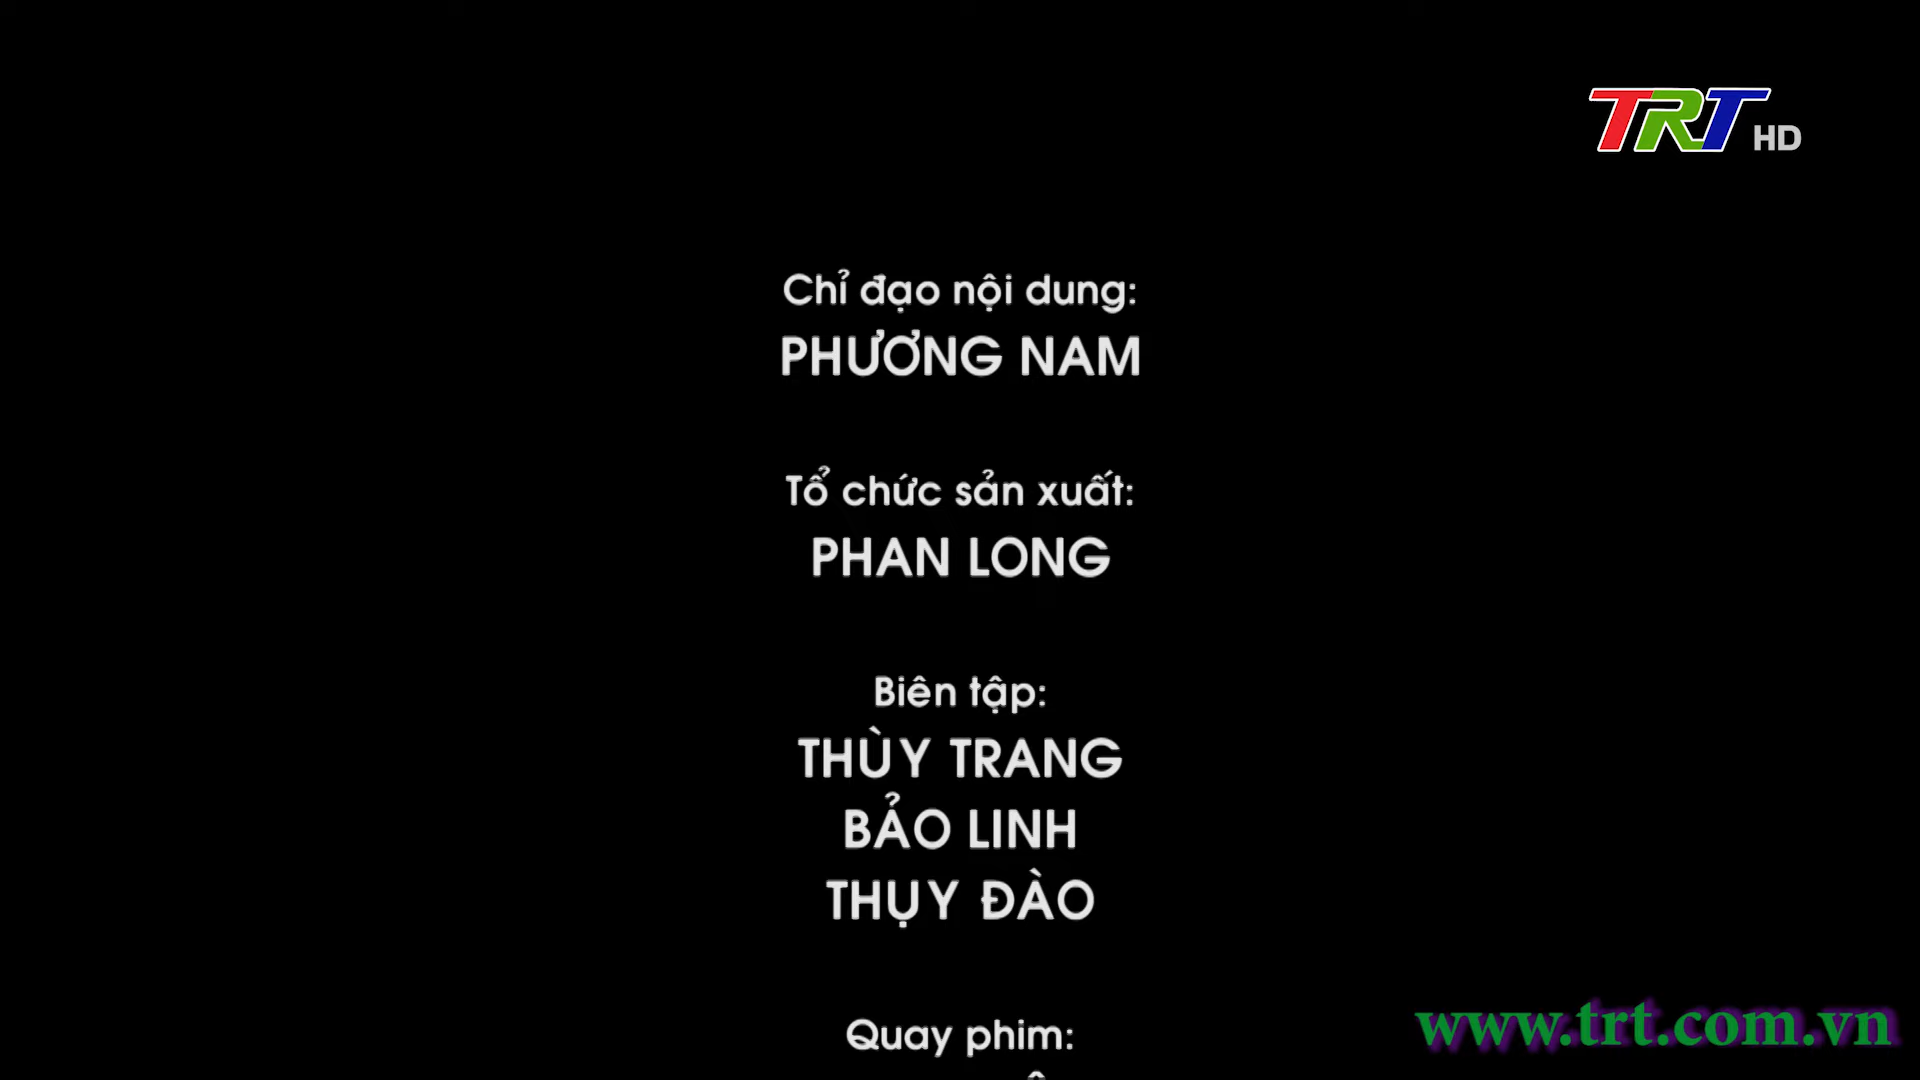 TRT HD
Chỉ đạo nội dung:
PHƯƠNG NAM
Tổ chức sản xuất:
PHAN LONG
Biên tập:
THÙY TRANG
BẢO LINH
THỤY ĐÀO
Quay phim:
www.trt.com.vn